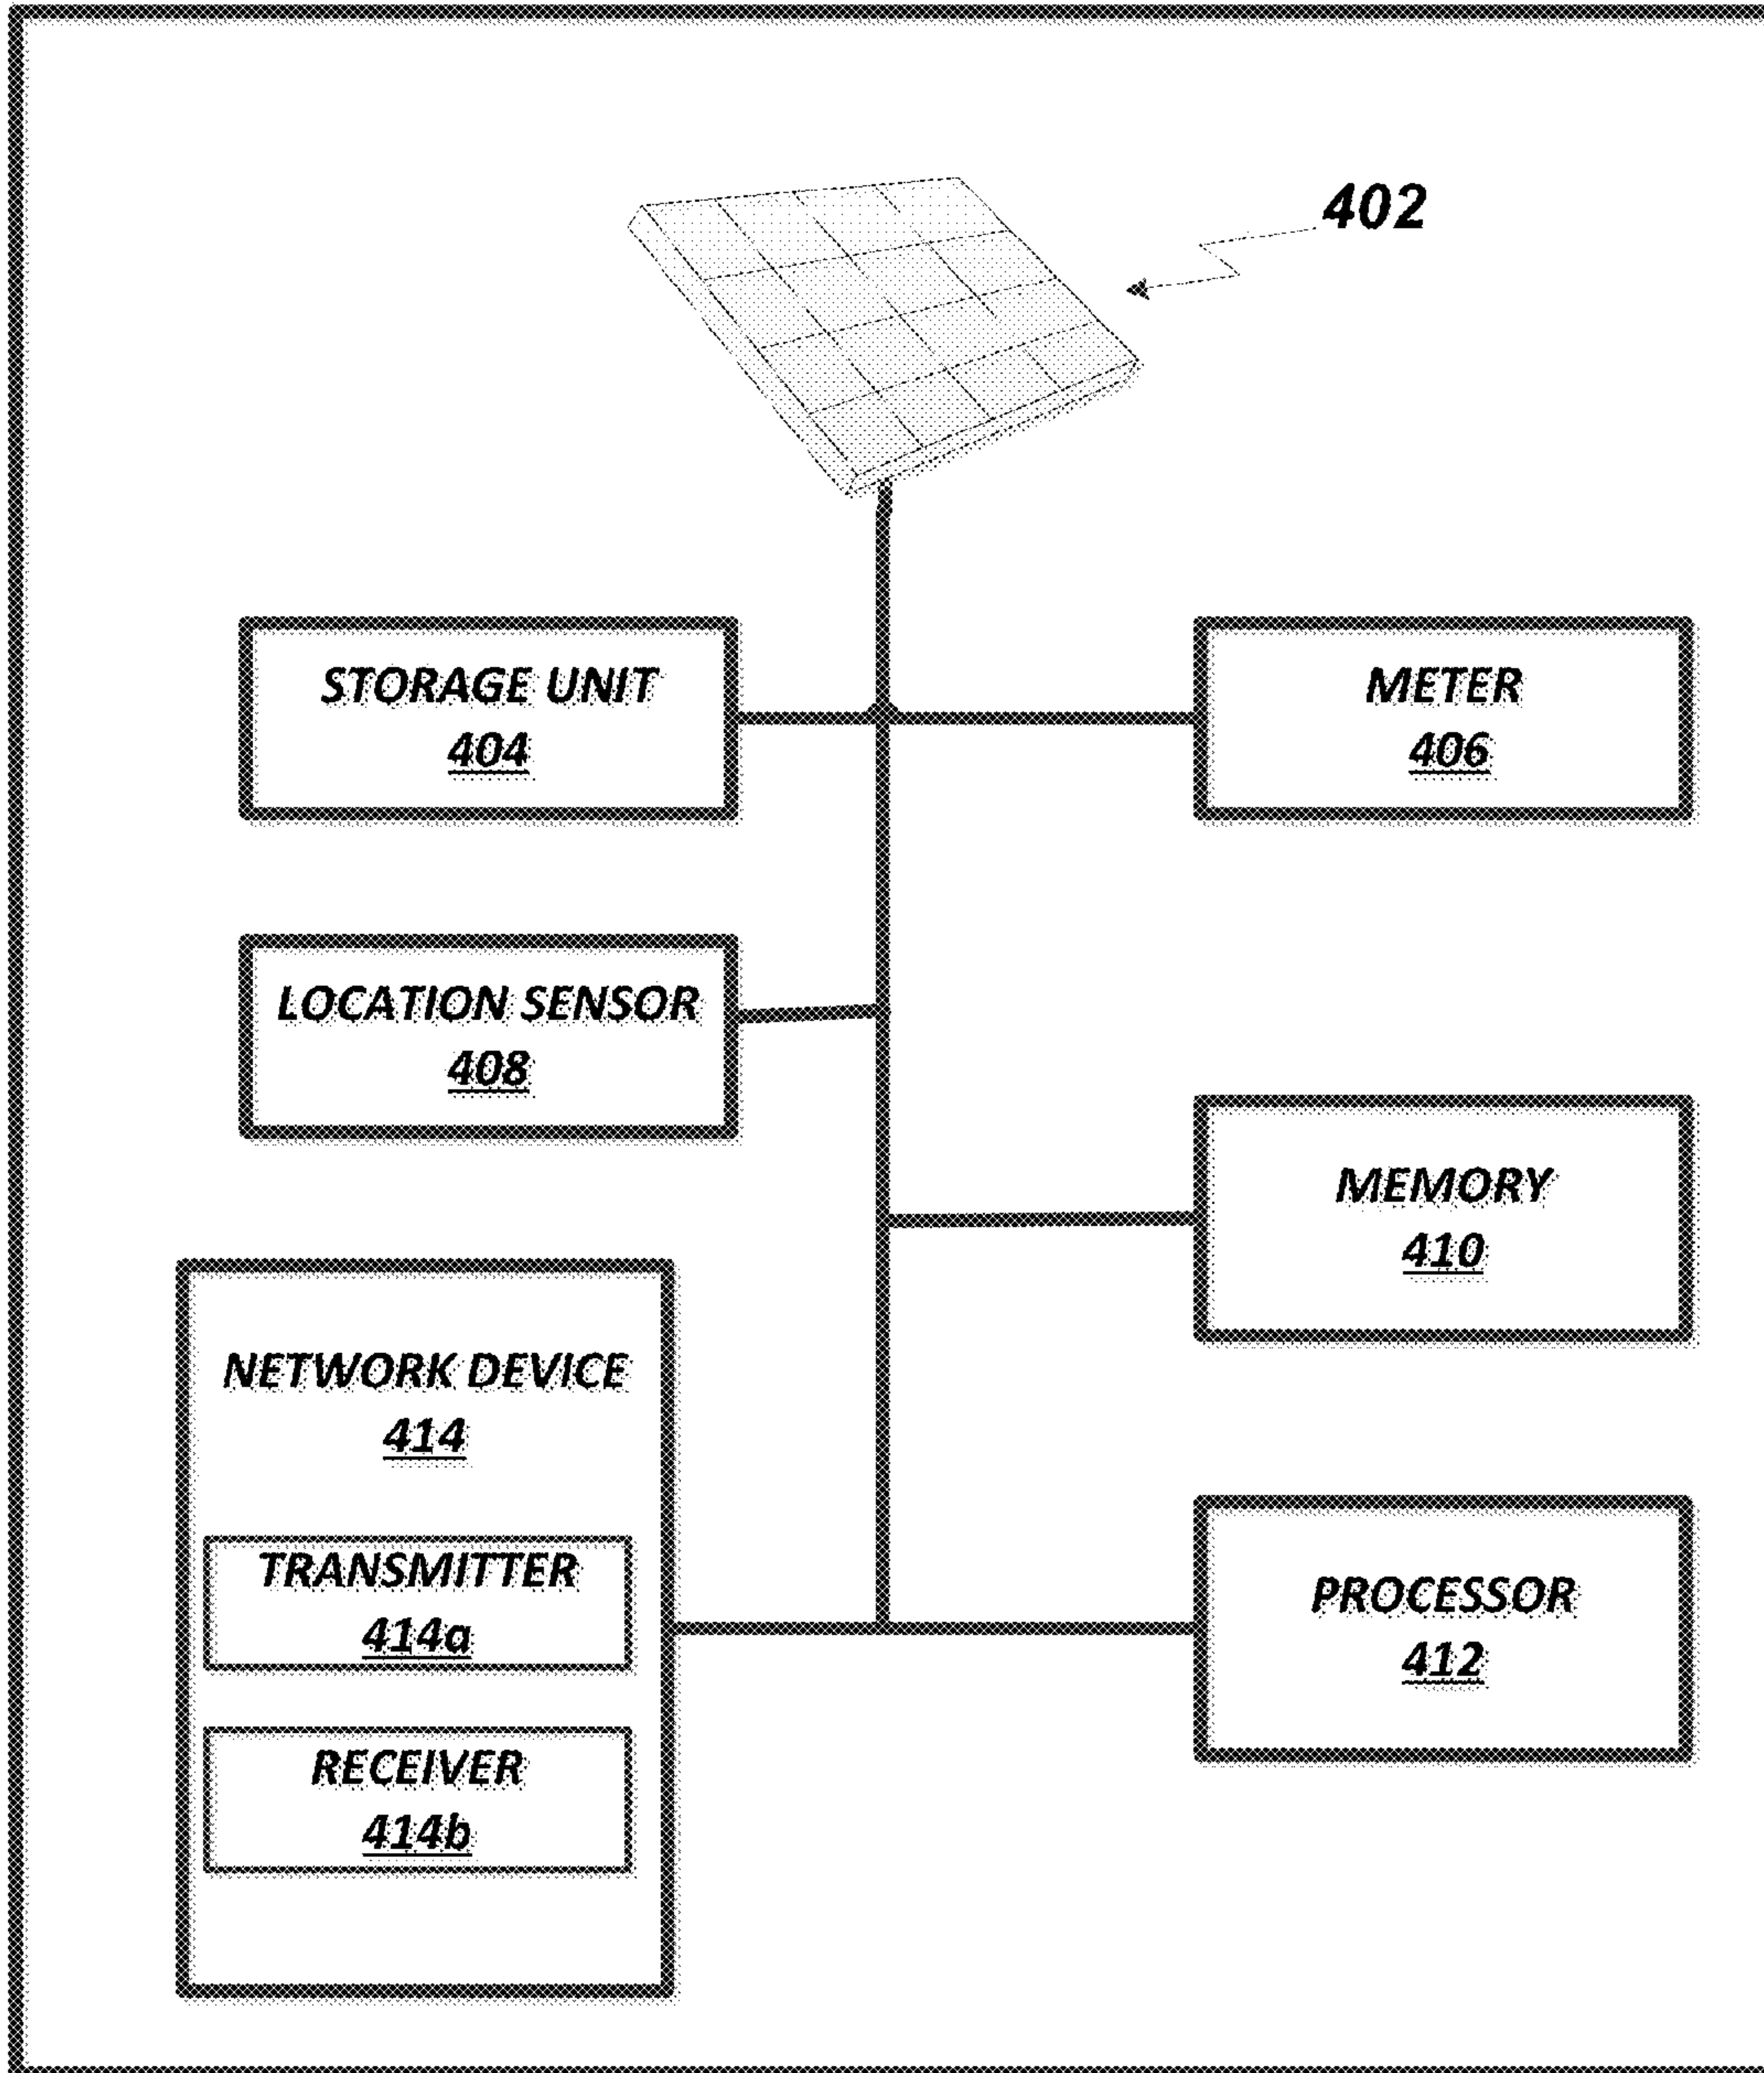 402
STORAGE UNIT
404
METER
406
LOCATION SENSOR
408
MEMORY
410
NETWORK DEVICE
414
TRANSMITTER
414a
RECEIVER
414b
PROCESSOR
412